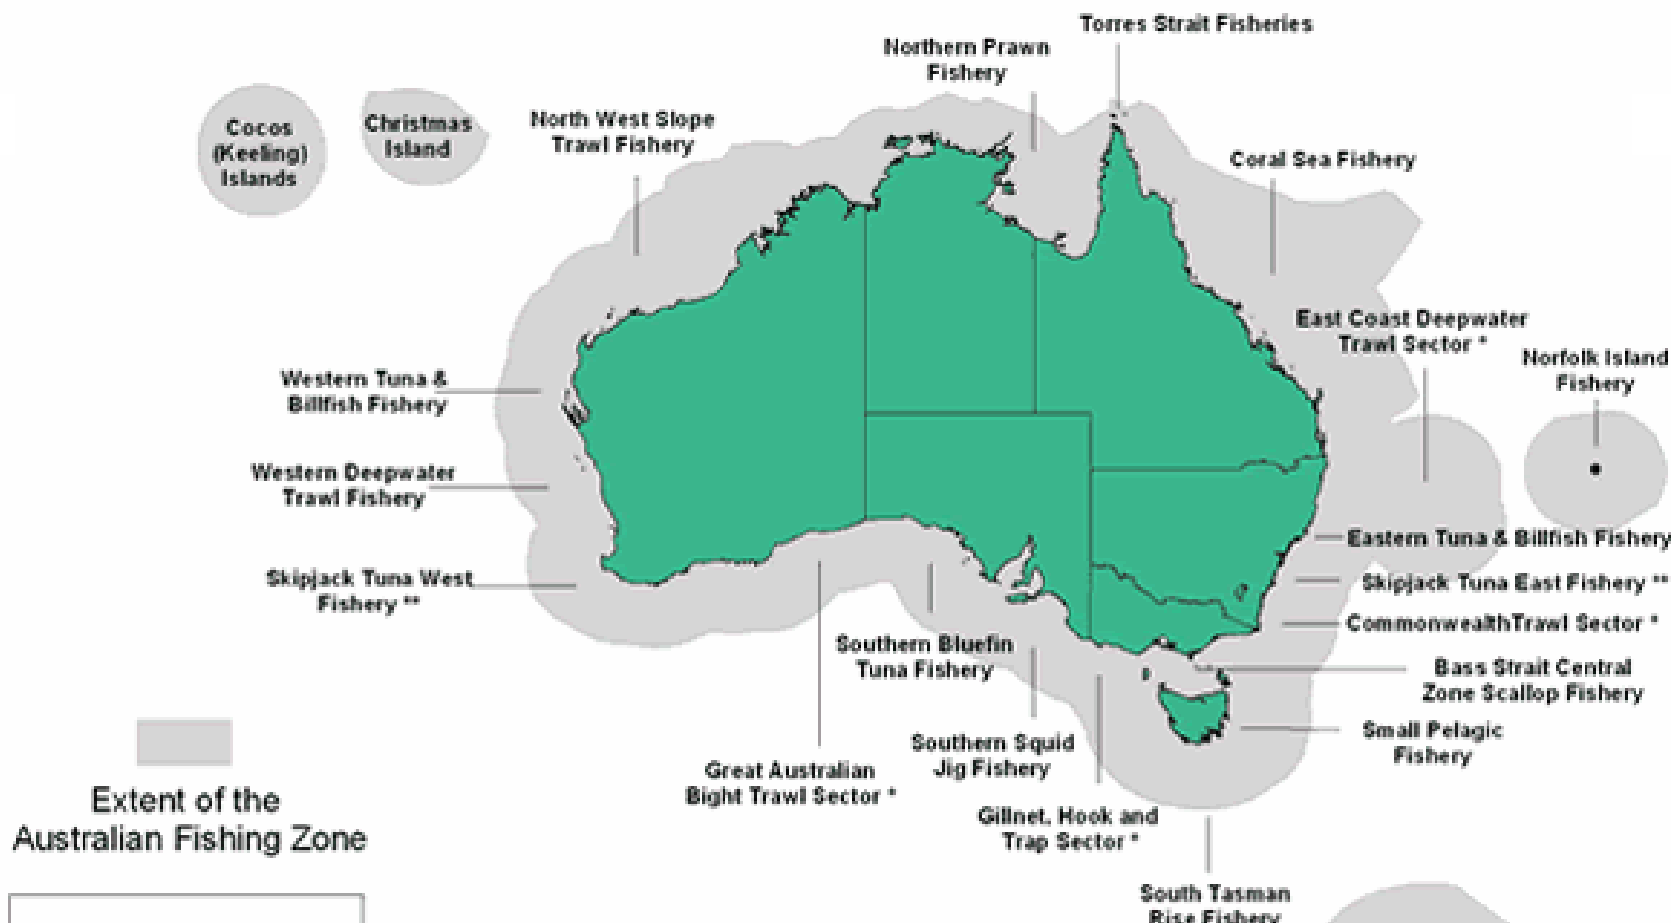 Torres Strait Fisheries
Northern Prawn
Fishery
Cocos
(Keeling)
Islands
Christmas
Island
North West Slope
Trawl Fishery
Coral Sea Fishery
East Coast Deepwater
Trawl Sector *
Norfolk Island
Fishery
Western Tuna &
Billfish Fishery
Western Deepwater
Trawl Fishery
Eastern Tuna & Billfish Fishery
Skipjack Tuna West
Fishery **
Skipjack Tuna East Fishery **
CommonwealthTrawl Sector *
Southern Bluefin
Tuna Fishery
Bass Strait Central
Zone Scallop Fishery
Small Pelagic
Fishery
Southern Squid
Jig Fishery
Great Australian
Bight Trawl Sector *
Gillnet, Hook and
Trap Sector *
Extent of the
Australian Fishing Zone
South Tasman
Rise Fishery